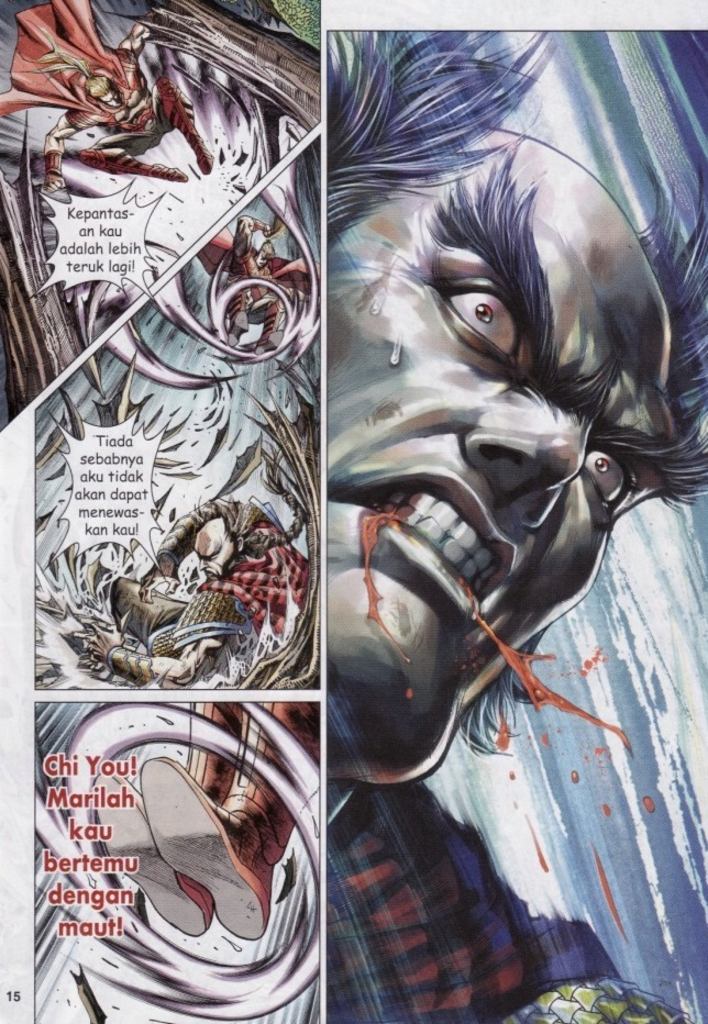 Kepantas-
an kau
adalah lebih
teruk lagi!
Tiada
sebabnya
aku tidak
akan dapat
menewas-
kan kau!
Chi You!
Marilah
kau
bertemu
dengan
maut!
15